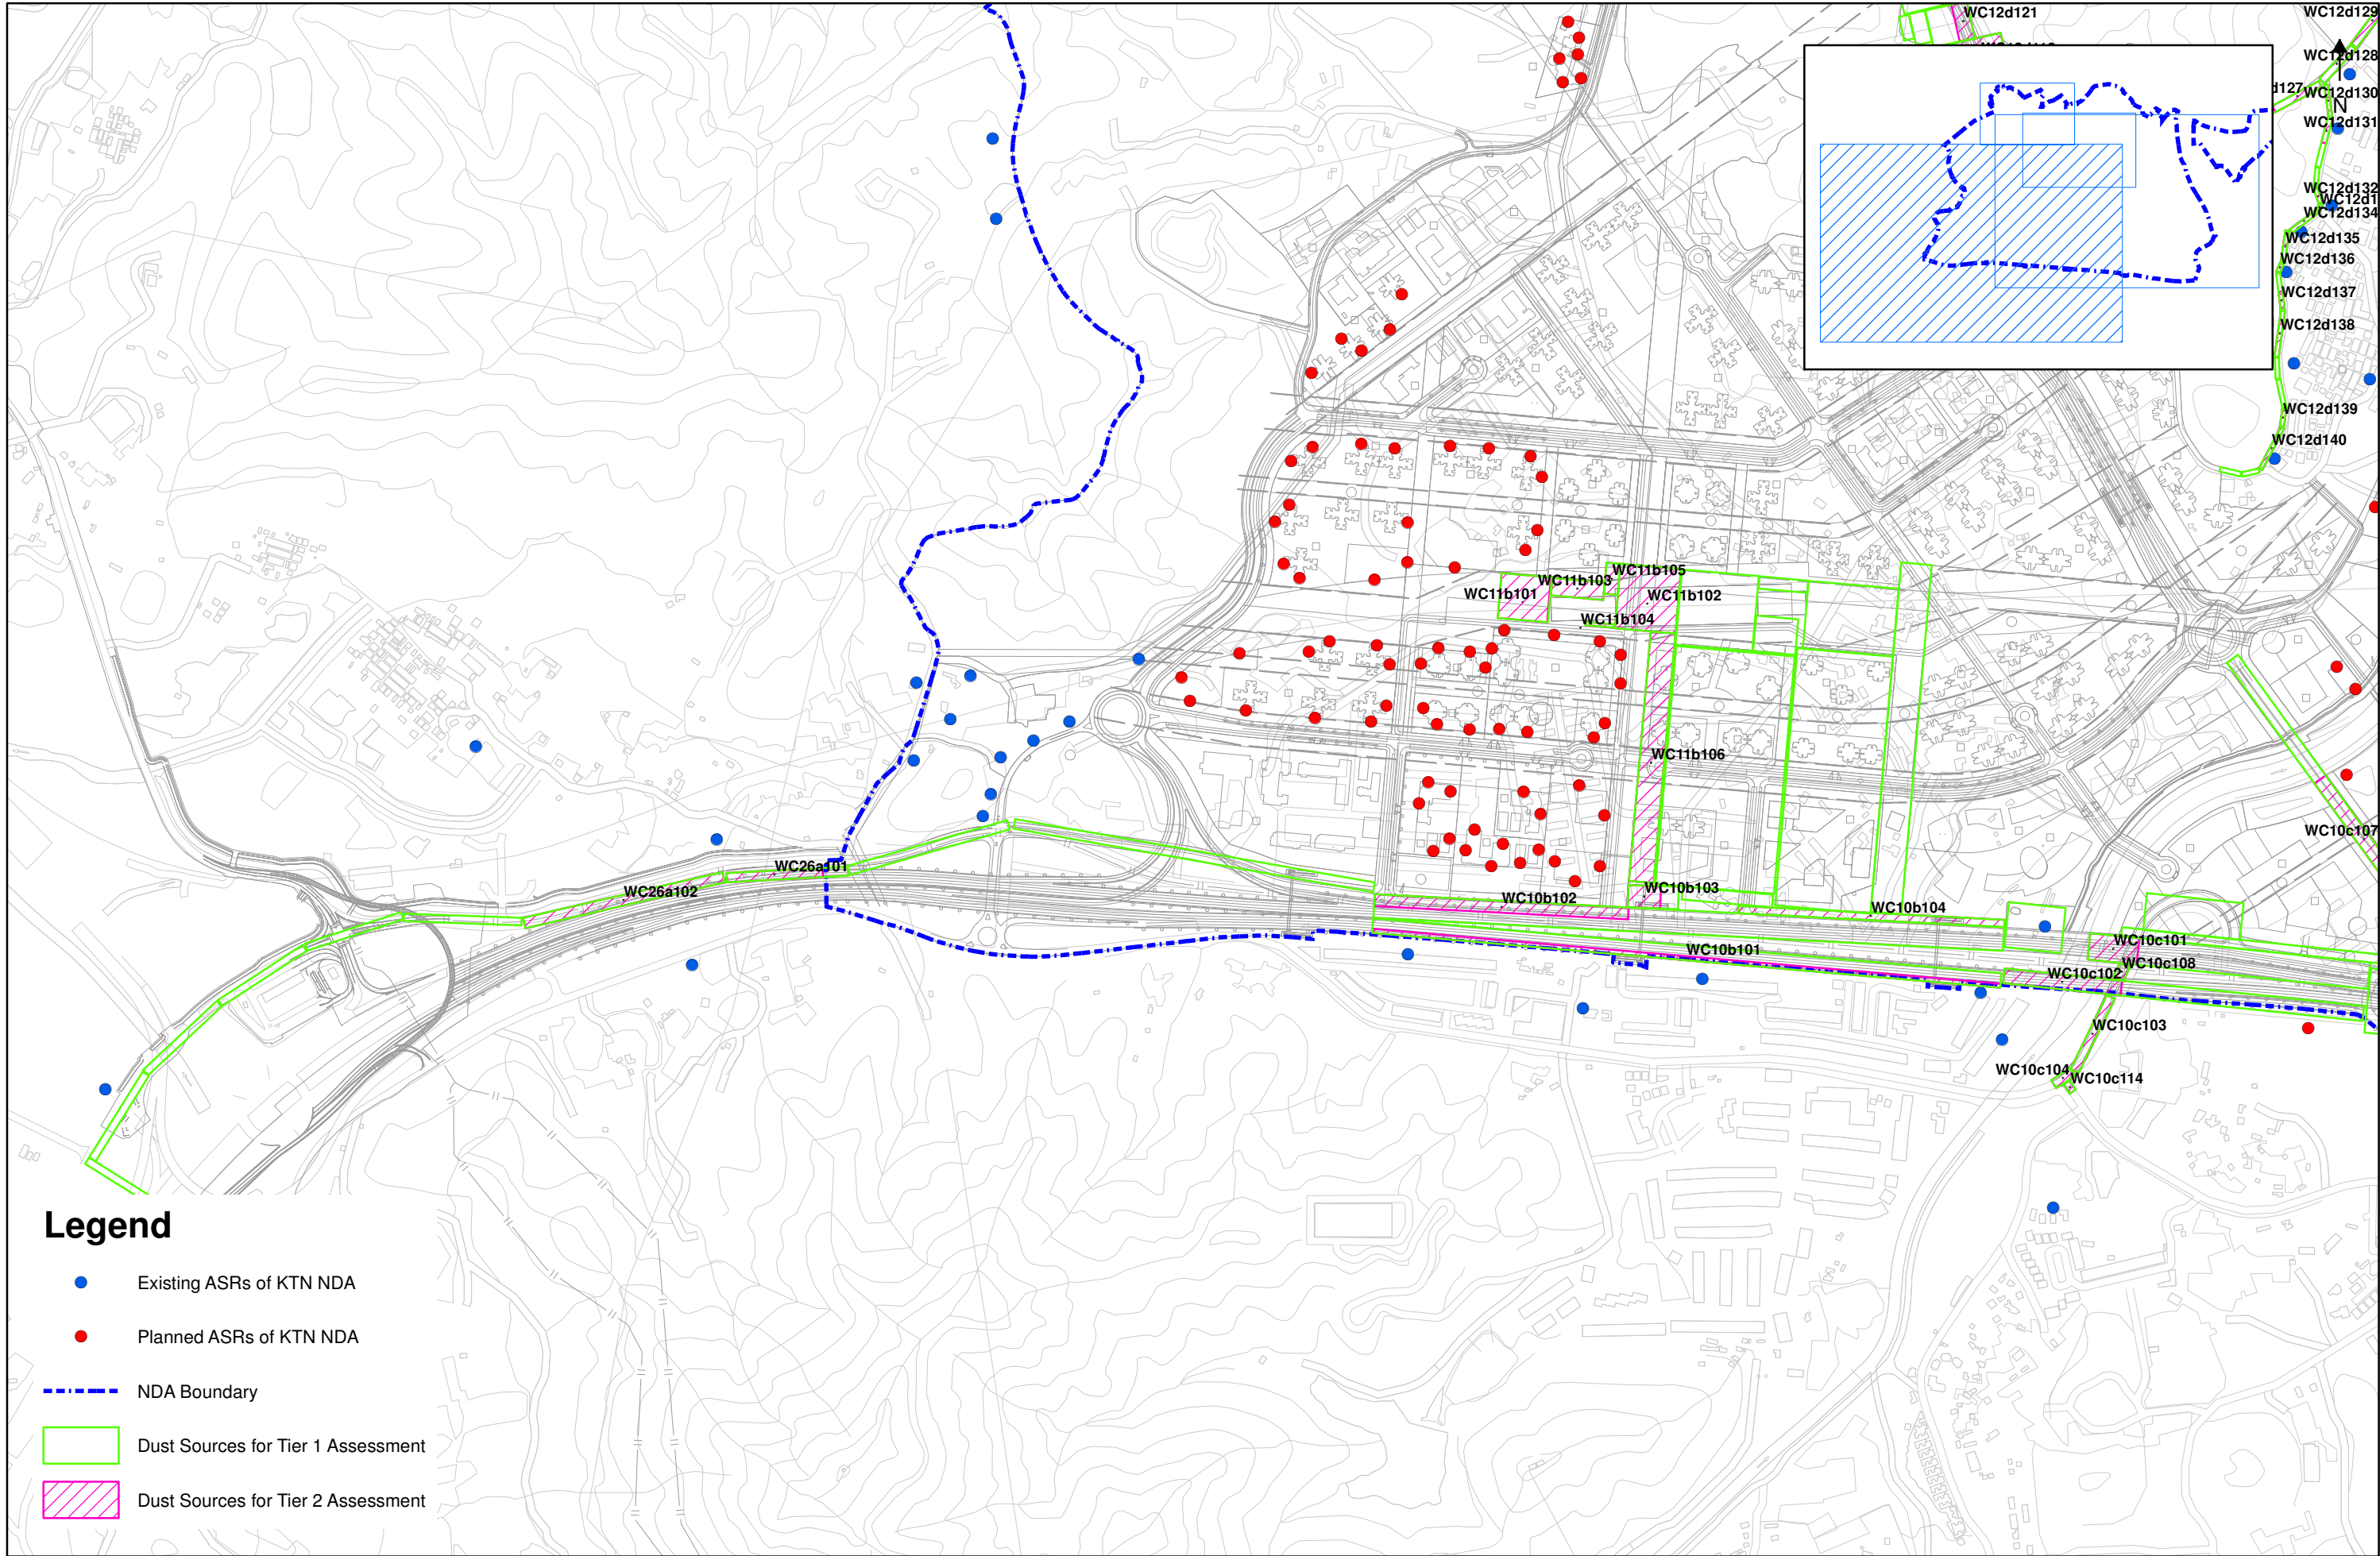 WC12d121
WC12d129
WC12d128
WC12d130
N
WC12d131
WC12d132
WC12d134
WC12d135
WC12d136
WC12d137
WC12d138
WC12d139
WC12d140
WC11b105
WC11b103
WC11b101
WC11b102
WC11b104
WC11b106
WC10c107
WC26a101
WC26a102
WC10b103
WC10b102
WC10b104
WC10c101
WC10b101
WC10c108
WC10c102
WC10c103
WC10c104
WC10c114
Legend
Existing ASRs of KTN NDA
Planned ASRs of KTN NDA
NDA Boundary
Dust Sources for Tier 1 Assessment
Dust Sources for Tier 2 Assessment